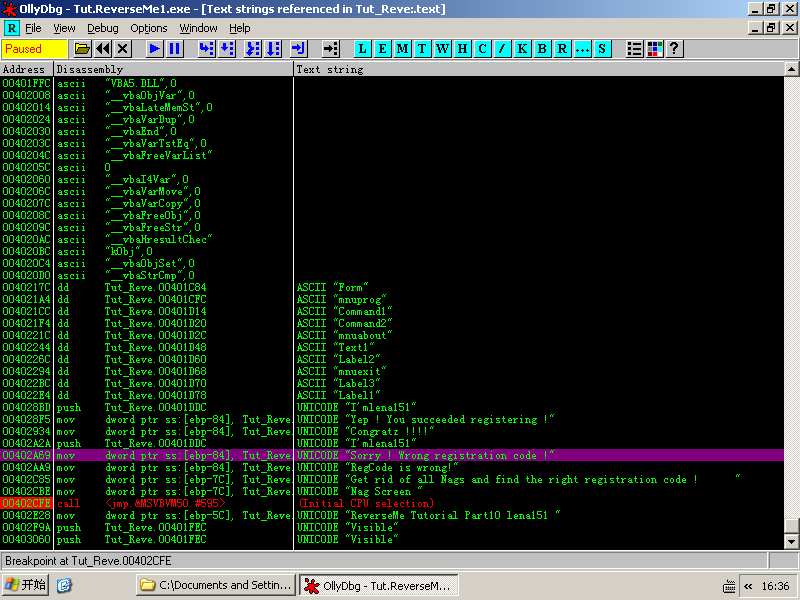 OllyDbg - Tut.ReverseMe1.exe - [Text strings referenced in Tut_Reve:.text]
R File View Debug Options Window Help
Paused L E M T W H C / K B R ... S ?
Address Disassembly Text string
00401FFC ascii "VBA5.DLL",0
00402008 ascii "__vbaObjVar",0
00402014 ascii "__vbaLateMemSt",0
00402024 ascii "__vbaVarDup",0
00402030 ascii "__vbaEnd",0
0040203C ascii "__vbaVarTstEq",0
0040204C ascii "__vbaFreeVarList"
0040205C ascii 0
00402060 ascii "__vbaI4Var",0
0040206C ascii "__vbaVarMove",0
0040207C ascii "__vbaVarCopy",0
0040208C ascii "__vbaFreeObj",0
0040209C ascii "__vbaFreeStr",0
004020AC ascii "__vbaHresultChec"
004020BC ascii "kObj",0
004020C4 ascii "__vbaObjSet",0
004020D0 ascii "__vbaStrCmp",0
0040217C dd Tut_Reve.00401C84 ASCII "Form"
004021A4 dd Tut_Reve.00401CFC ASCII "mnuprog"
004021CC dd Tut_Reve.00401D14 ASCII "Command1"
004021F4 dd Tut_Reve.00401D20 ASCII "Command2"
0040221C dd Tut_Reve.00401D2C ASCII "mnuabout"
00402244 dd Tut_Reve.00401D48 ASCII "Text1"
0040226C dd Tut_Reve.00401D60 ASCII "Label2"
00402294 dd Tut_Reve.00401D68 ASCII "mnuexit"
004022BC dd Tut_Reve.00401D70 ASCII "Label3"
004022E4 dd Tut_Reve.00401D78 ASCII "Label1"
004028BD push Tut_Reve.00401DDC UNICODE "I'mlena151"
004028F5 mov dword ptr ss:[ebp-84], Tut_Reve. UNICODE "Yep ! You succeeded registering !"
00402934 mov dword ptr ss:[ebp-84], Tut_Reve. UNICODE "Congratz !!!!"
00402A2A push Tut_Reve.00401DDC UNICODE "I'mlena151"
00402A69 mov dword ptr ss:[ebp-84], Tut_Reve. UNICODE "Sorry ! Wrong registration code !"
00402AA9 mov dword ptr ss:[ebp-84], Tut_Reve. UNICODE "RegCode is wrong!"
00402C85 mov dword ptr ss:[ebp-7C], Tut_Reve. UNICODE "Get rid of all Nags and find the right registration code ! "
00402CBE mov dword ptr ss:[ebp-7C], Tut_Reve. UNICODE "Nag Screen "
00402CFE call <jmp.&MSVBVM50.#595> (Initial CPU selection)
00402E28 mov dword ptr ss:[ebp-5C], Tut_Reve. UNICODE "ReverseMe Tutorial Part10 lena151 "
00402F9A push Tut_Reve.00401FEC UNICODE "Visible"
00403060 push Tut_Reve.00401FEC UNICODE "Visible"
Breakpoint at Tut_Reve.00402CFE
开始 C:\Documents and Settin... OllyDbg - Tut.ReverseM... « 16:36